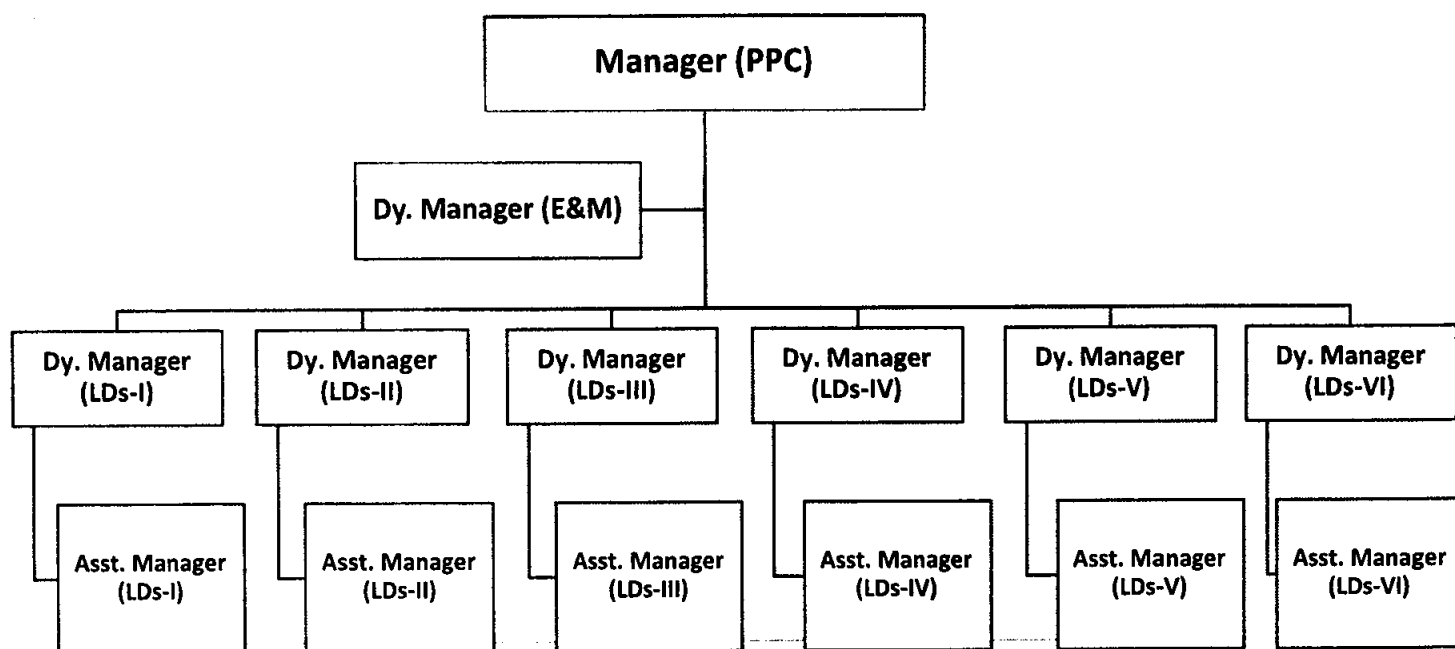 Manager (PPC)
Dy. Manager (E&M)
Dy. Manager
(LDs-I)
Dy. Manager
(LDs-II)
Dy. Manager
(LDs-III)
Dy. Manager
(LDs-IV)
Dy. Manager
(LDs-V)
Dy. Manager
(LDs-VI)
Asst. Manager
(LDs-I)
Asst. Manager
(LDs-II)
Asst. Manager
(LDs-III)
Asst. Manager
(LDs-IV)
Asst. Manager
(LDs-V)
Asst. Manager
(LDs-VI)